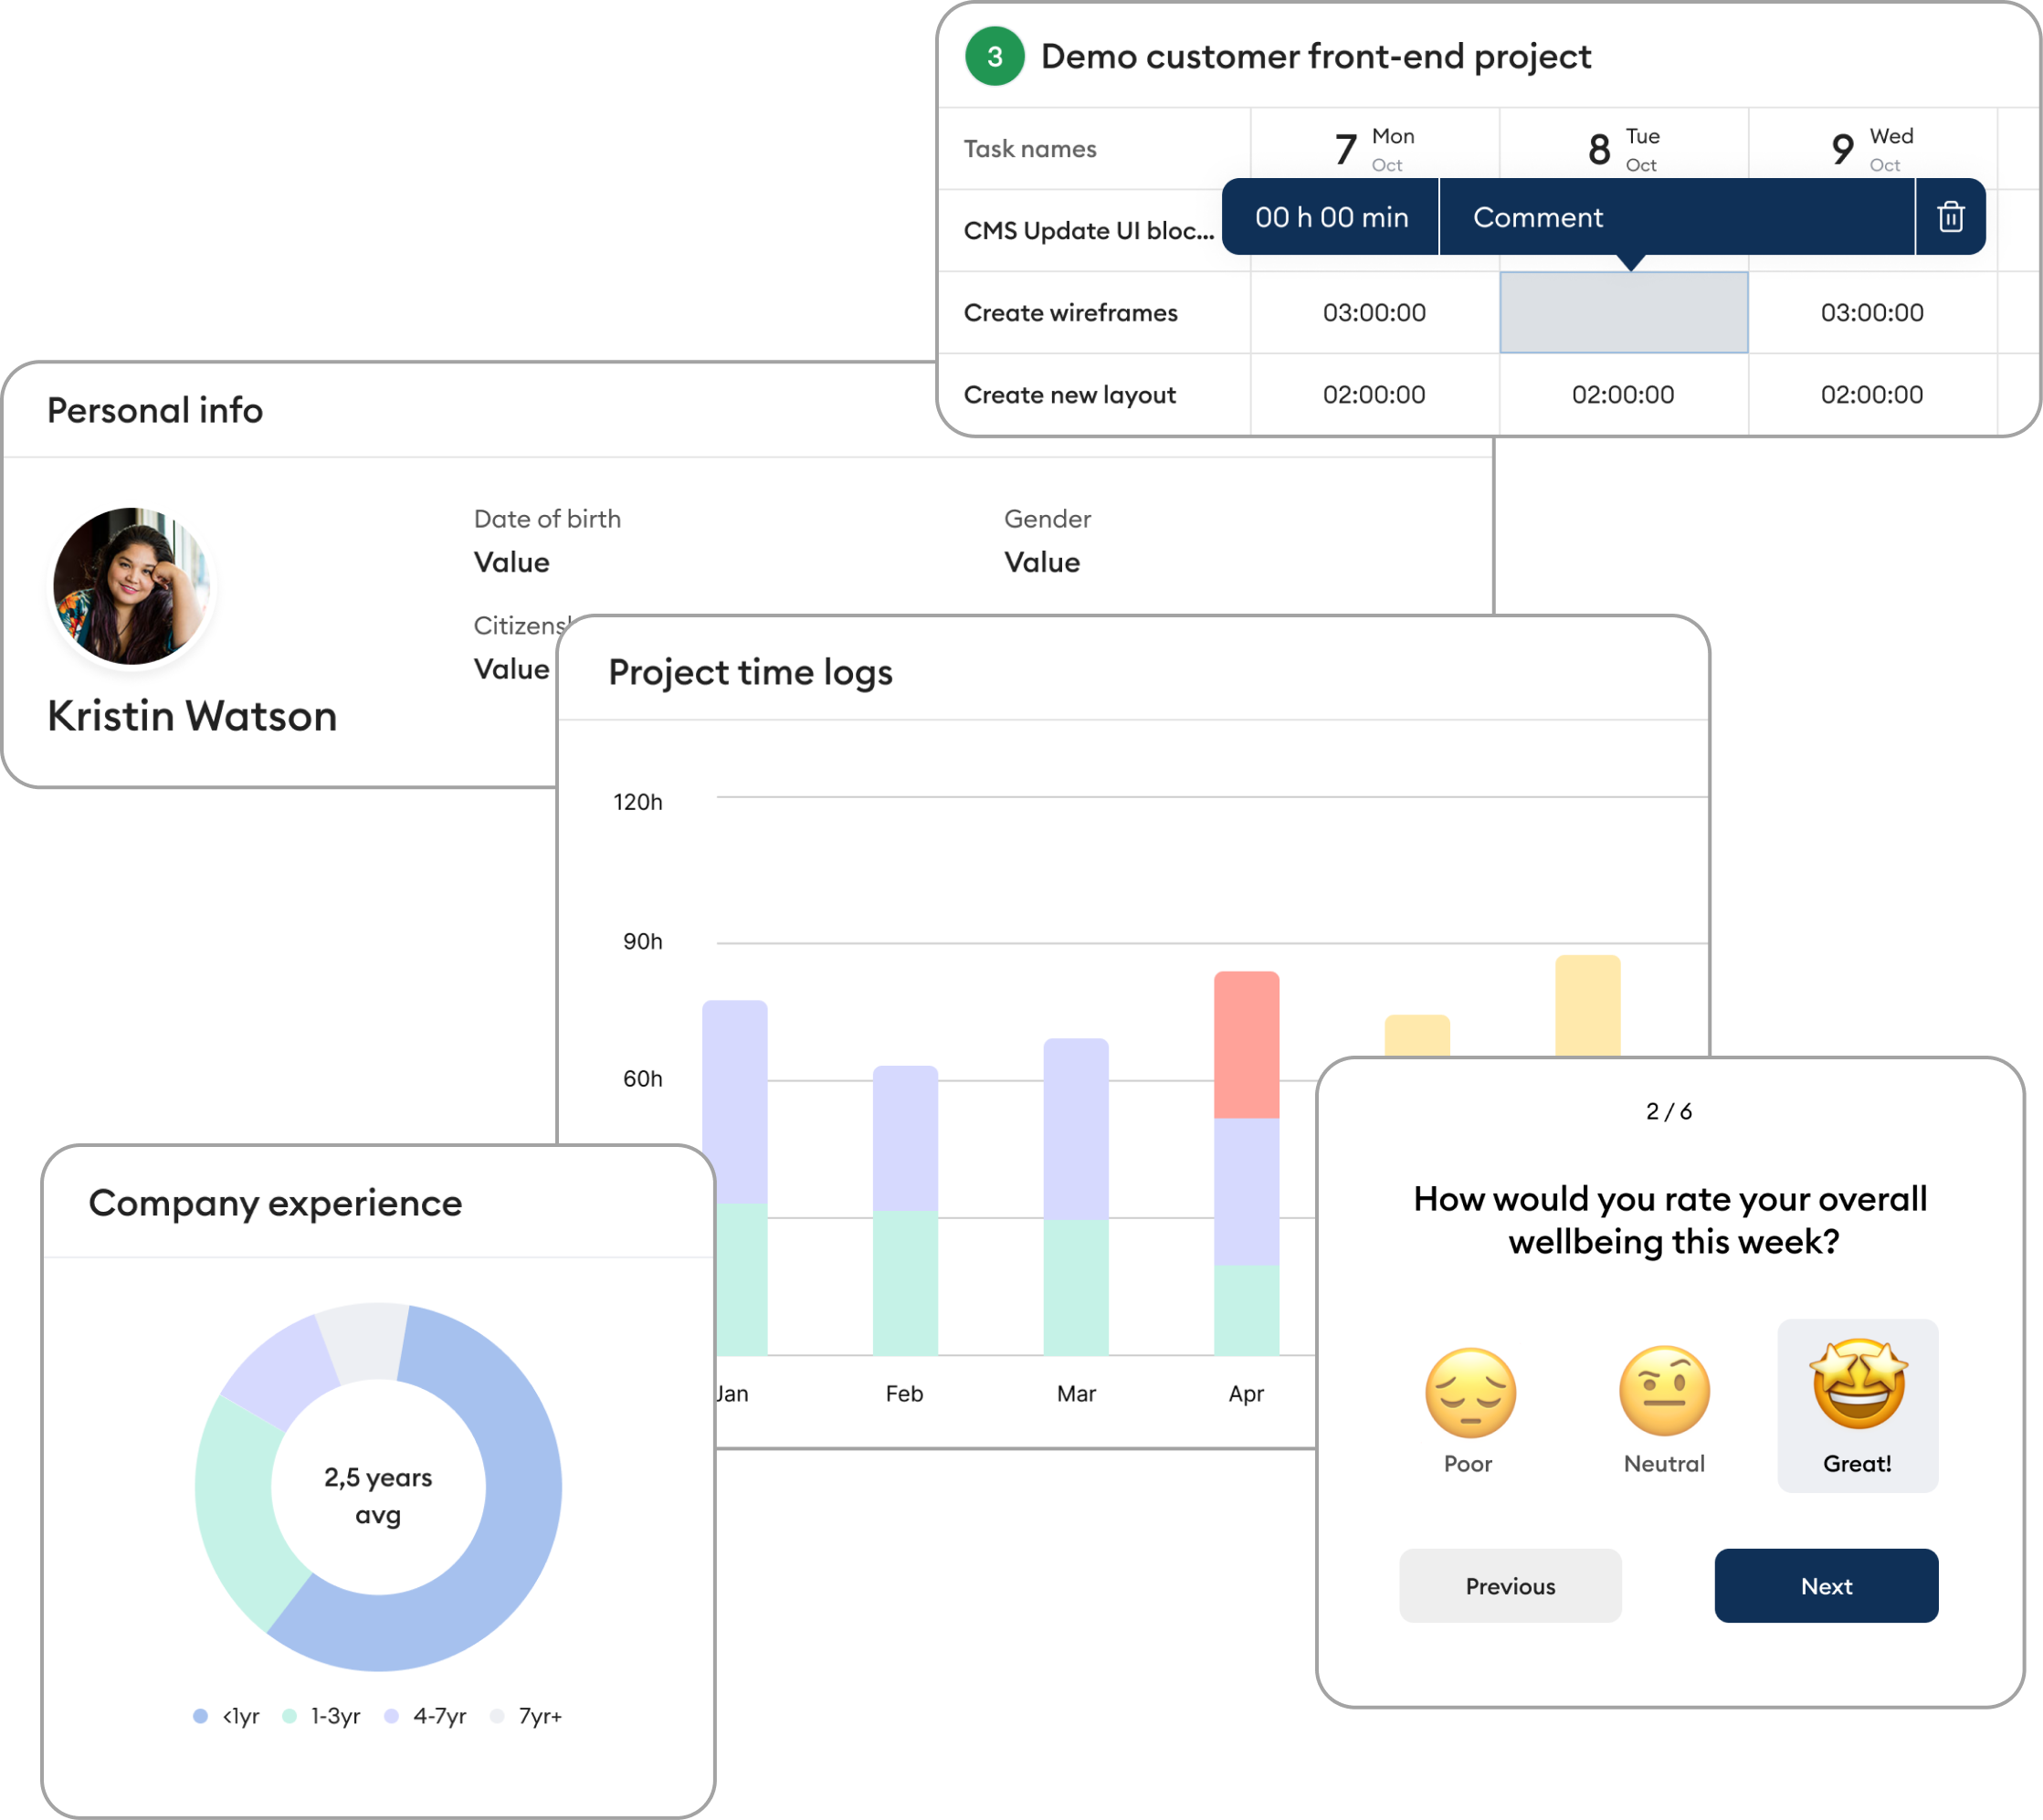 3 Demo customer front-end project
Task names
7 Mon Oct
8 Tue Oct
9 Wed Oct
CMS Update UI bloc...
00 h 00 min
Comment
Create wireframes
03:00:00
03:00:00
Create new layout
02:00:00
02:00:00
02:00:00
Personal info
Kristin Watson
Date of birth
Value
Gender
Value
Value
Project time logs
120h
90h
60h
Jan
Feb
Mar
Apr
Company experience
2,5 years
avg
<1yr
1-3yr
4-7yr
7yr+
2 / 6
How would you rate your overall
wellbeing this week?
Poor
Neutral
Great!
Previous
Next